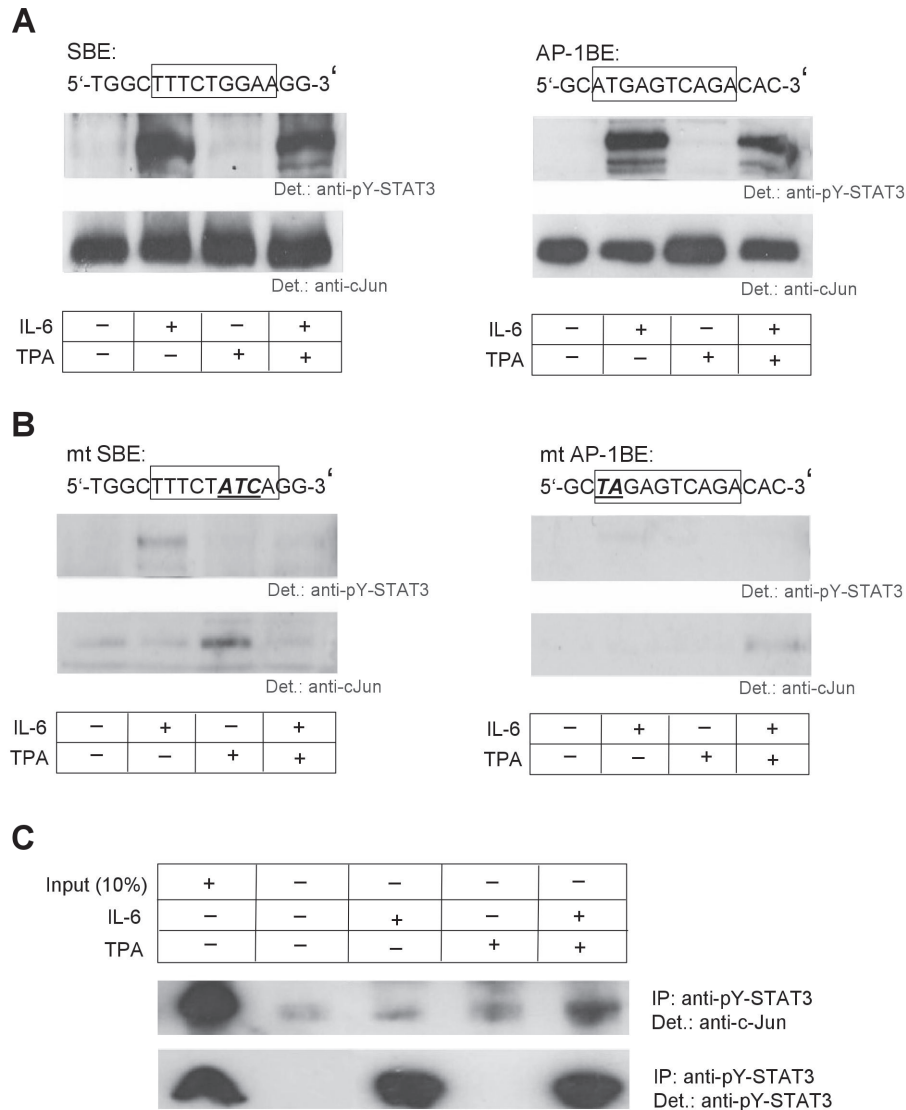 A
SBE:
5‘-TGGCTTTCTGGAAGG-3‘
Det.: anti-pY-STAT3
Det.: anti-cJun
IL-6 – + – +
TPA – – + +
AP-1BE:
5‘-GCATGAGTCAGACAC-3‘
Det.: anti-pY-STAT3
Det.: anti-cJun
IL-6 – + – +
TPA – – + +
B
mt SBE:
5‘-TGGCTTTCTATCAGG-3‘
Det.: anti-pY-STAT3
Det.: anti-cJun
IL-6 – + – +
TPA – – + +
mt AP-1BE:
5‘-GCTAGAGTCAGACAC-3‘
Det.: anti-pY-STAT3
Det.: anti-cJun
IL-6 – + – +
TPA – – + +
C
Input (10%) + – – – –
IL-6 – – + – +
TPA – – – + +
IP: anti-pY-STAT3
Det.: anti-c-Jun
IP: anti-pY-STAT3
Det.: anti-pY-STAT3